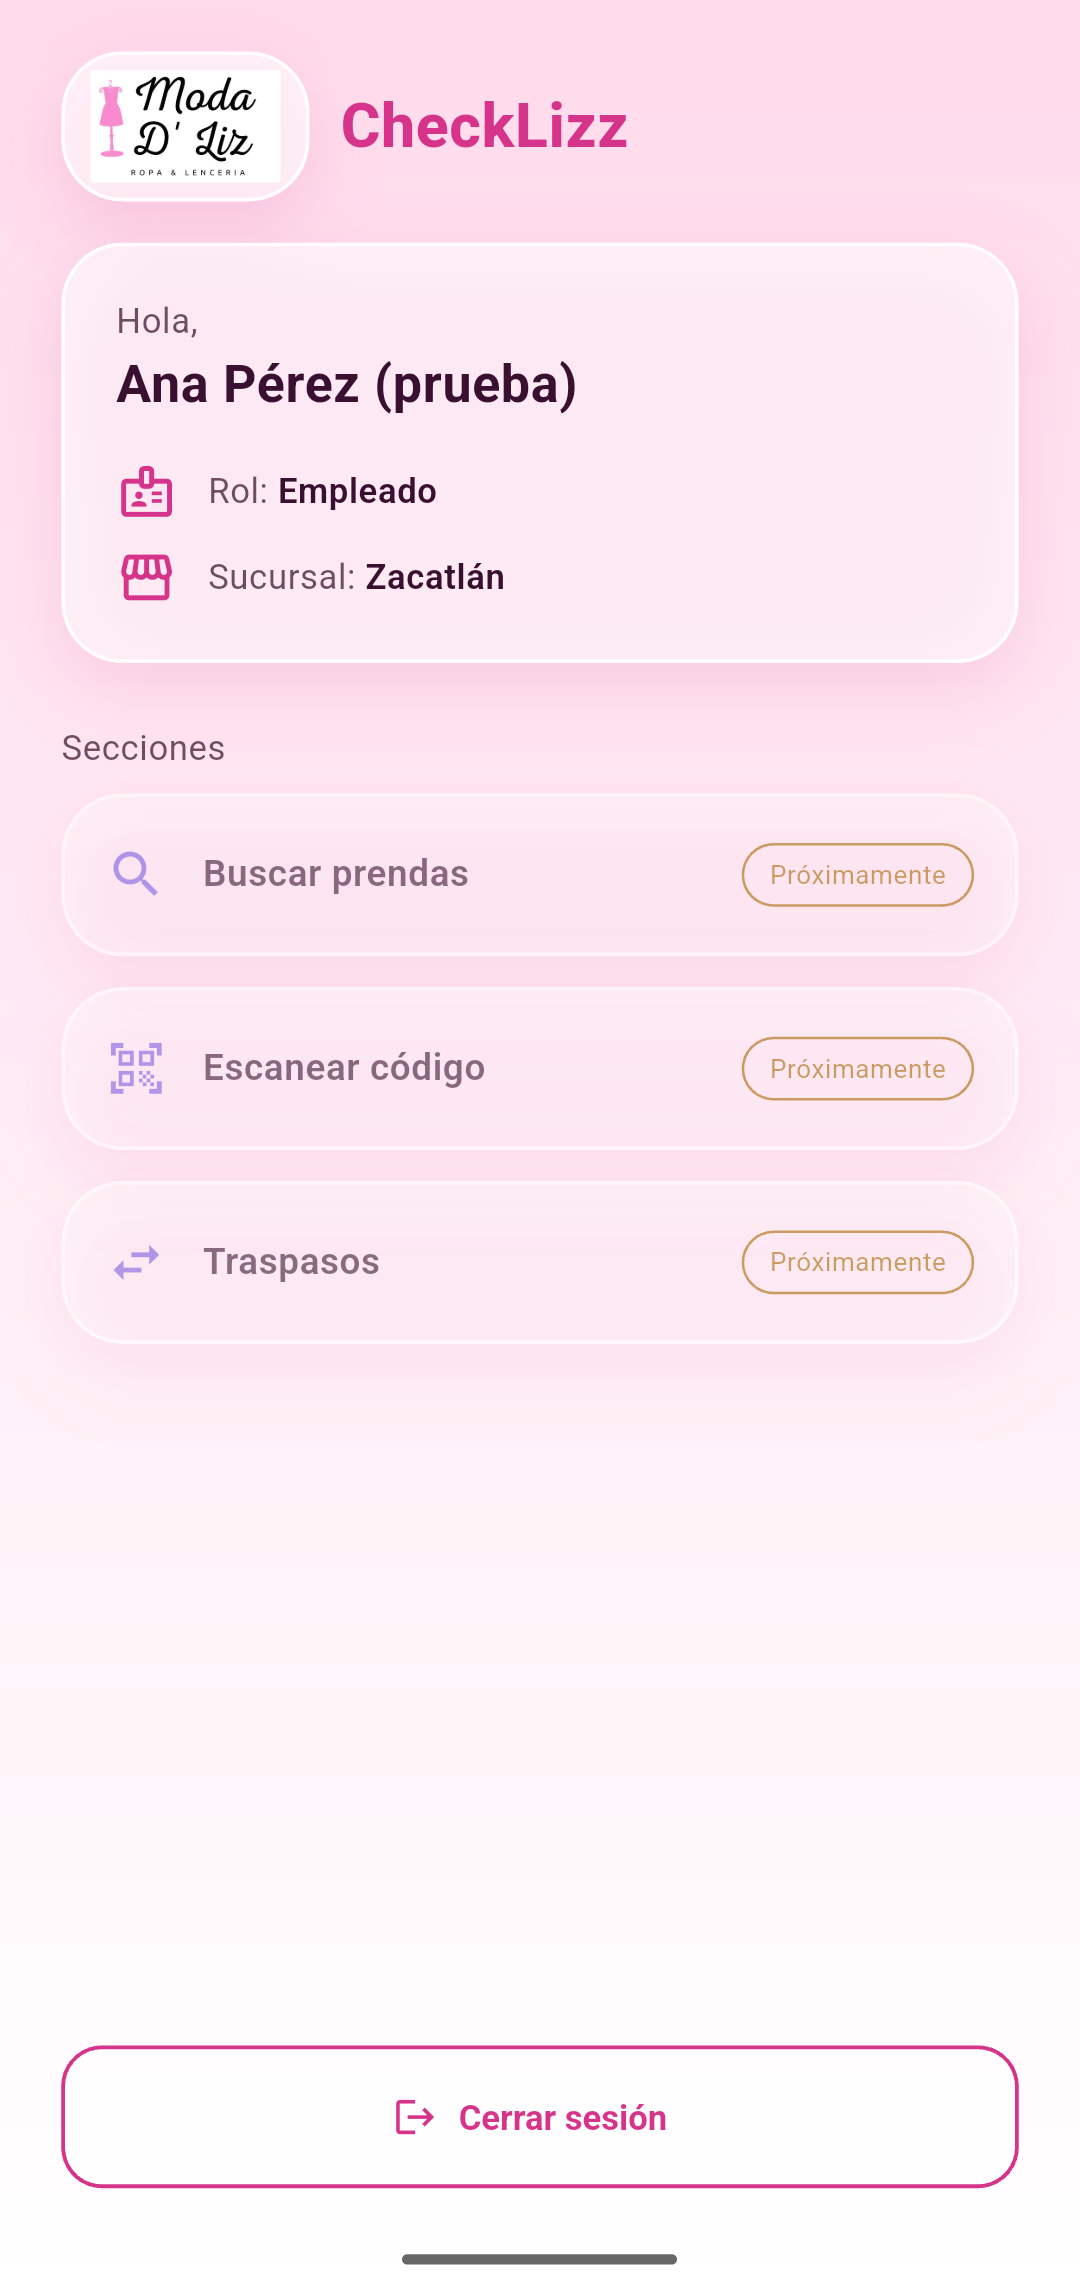 Moda
D' Liz
ROPA & LENCERIA
CheckLizz
Hola,
Ana Pérez (prueba)
Rol: Empleado
Sucursal: Zacatlán
Secciones
Buscar prendas
Próximamente
Escanear código
Próximamente
Traspasos
Próximamente
Cerrar sesión